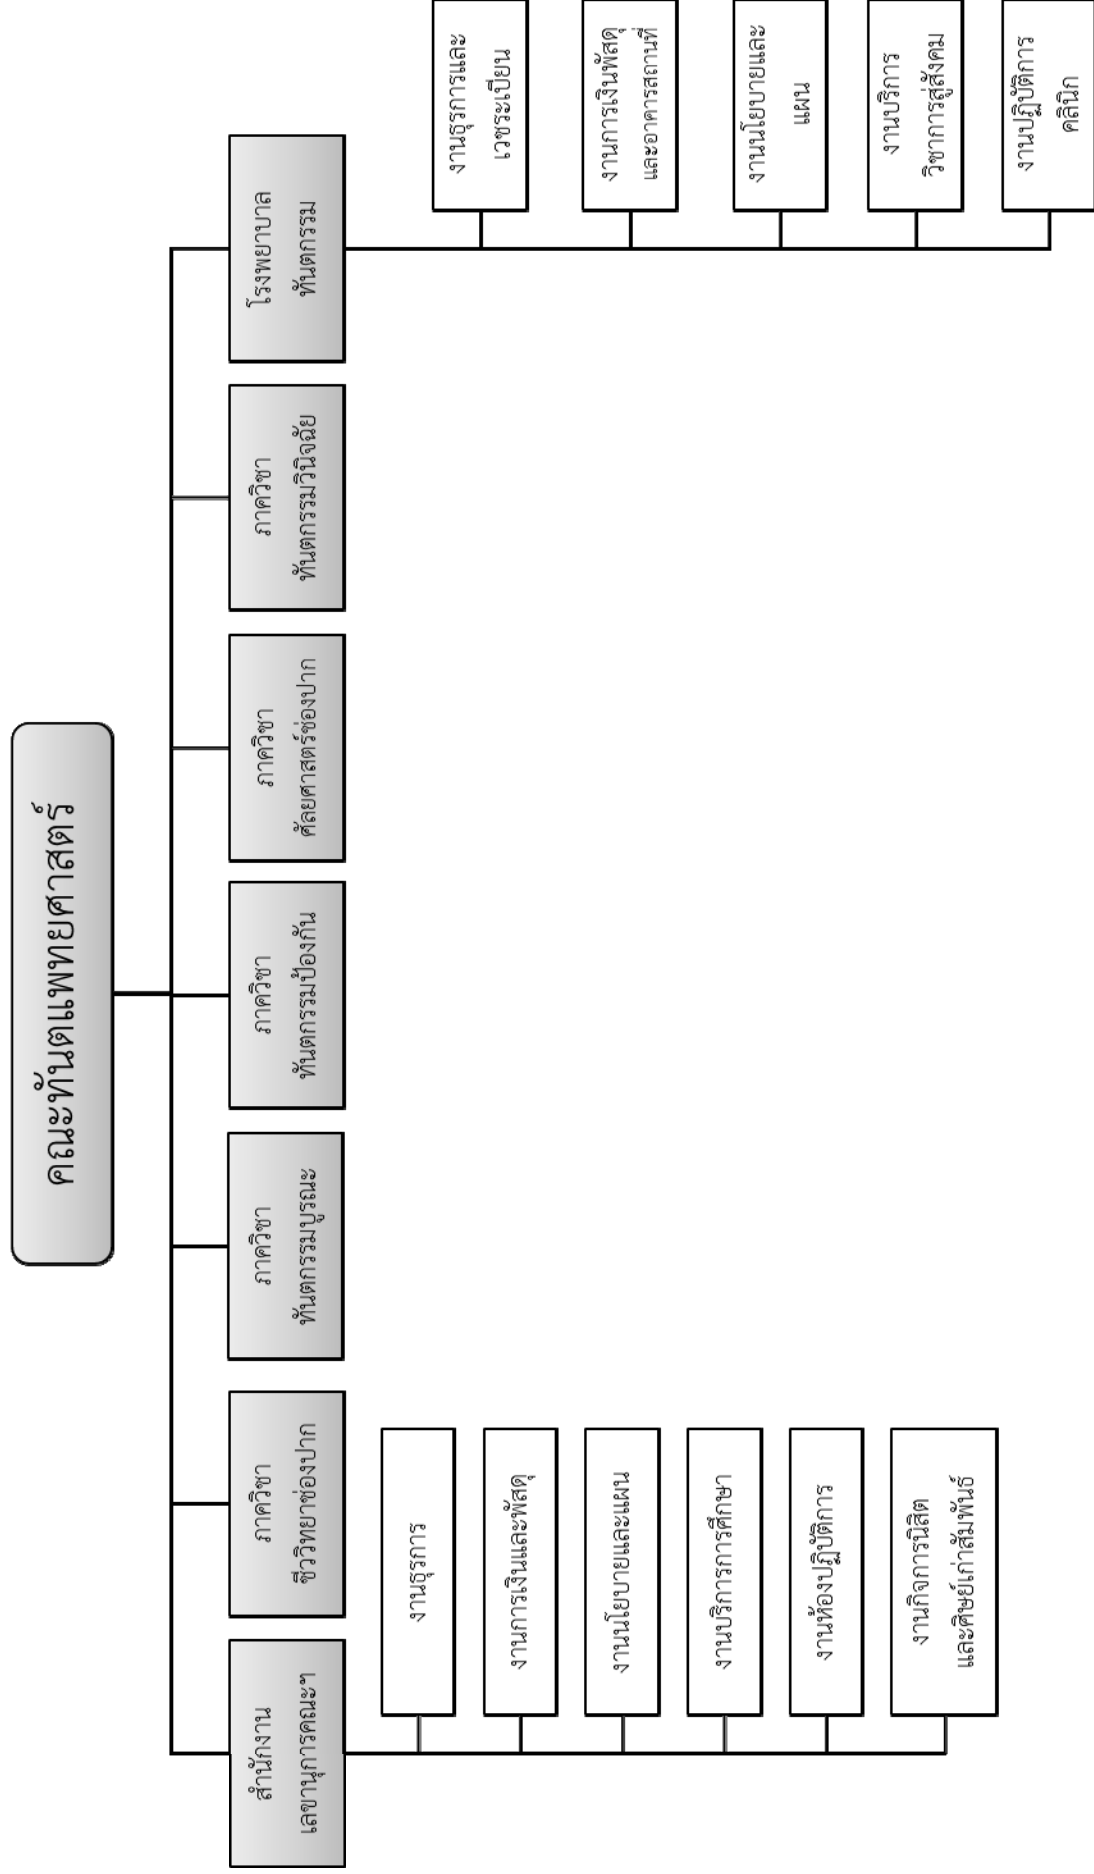 คณะทันตแพทยศาสตร์
สำนักงาน
เลขานุการคณะฯ
ภาควิชา
ชีววิทยาช่องปาก
ภาควิชา
ทันตกรรมบูรณะ
ภาควิชา
ทันตกรรมป้องกัน
ภาควิชา
ศัลยศาสตร์ช่องปาก
ภาควิชา
ทันตกรรมวินิจฉัย
โรงพยาบาล
ทันตกรรม
งานธุรการ
งานการเงินและพัสดุ
งานนโยบายและแผน
งานบริการการศึกษา
งานห้องปฏิบัติการ
งานกิจการนิสิต
และศิษย์เก่าสัมพันธ์
งานธุรการและ
เวชระเบียน
งานการเงินพัสดุ
และอาคารสถานที่
งานนโยบายและ
แผน
งานบริการ
วิชาการสู่สังคม
งานปฏิบัติการ
คลินิก